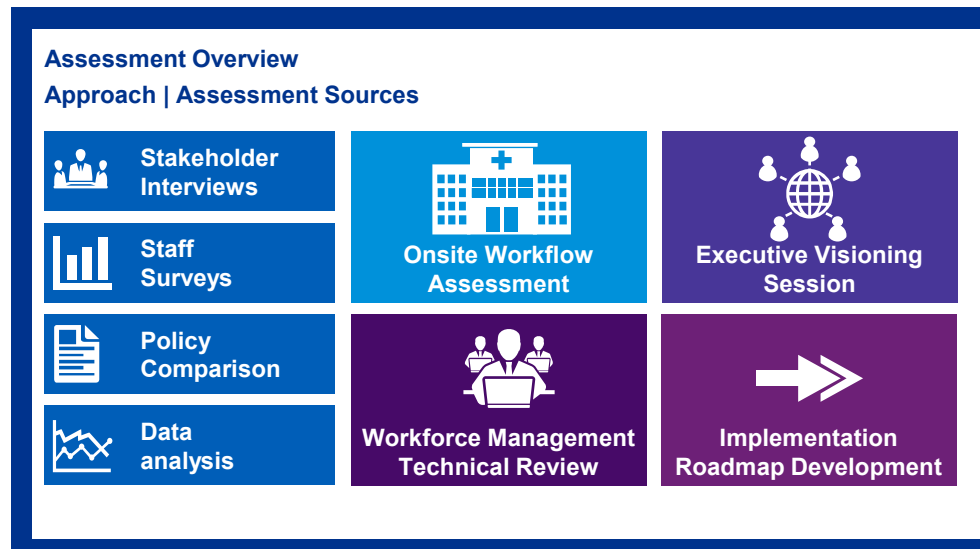 Assessment Overview
Approach | Assessment Sources
Stakeholder
Interviews
Staff
Surveys
Policy
Comparison
Data
analysis
Onsite Workflow
Assessment
Executive Visioning
Session
Workforce Management
Technical Review
Implementation
Roadmap Development